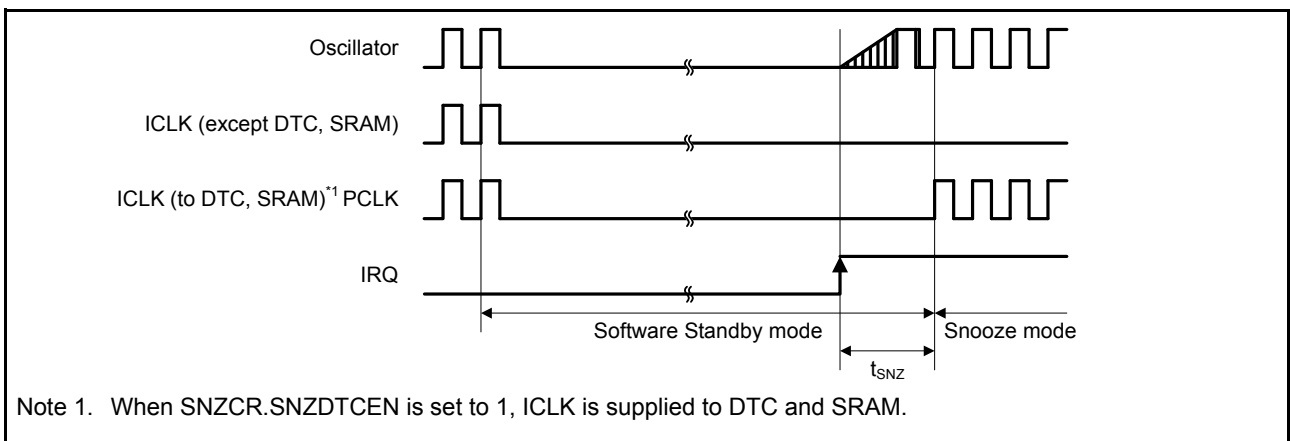 Oscillator
ICLK (except DTC, SRAM)
ICLK (to DTC, SRAM)*1 PCLK
IRQ
Software Standby mode
Snooze mode
tSNZ
Note 1. When SNZCR.SNZDTCEN is set to 1, ICLK is supplied to DTC and SRAM.